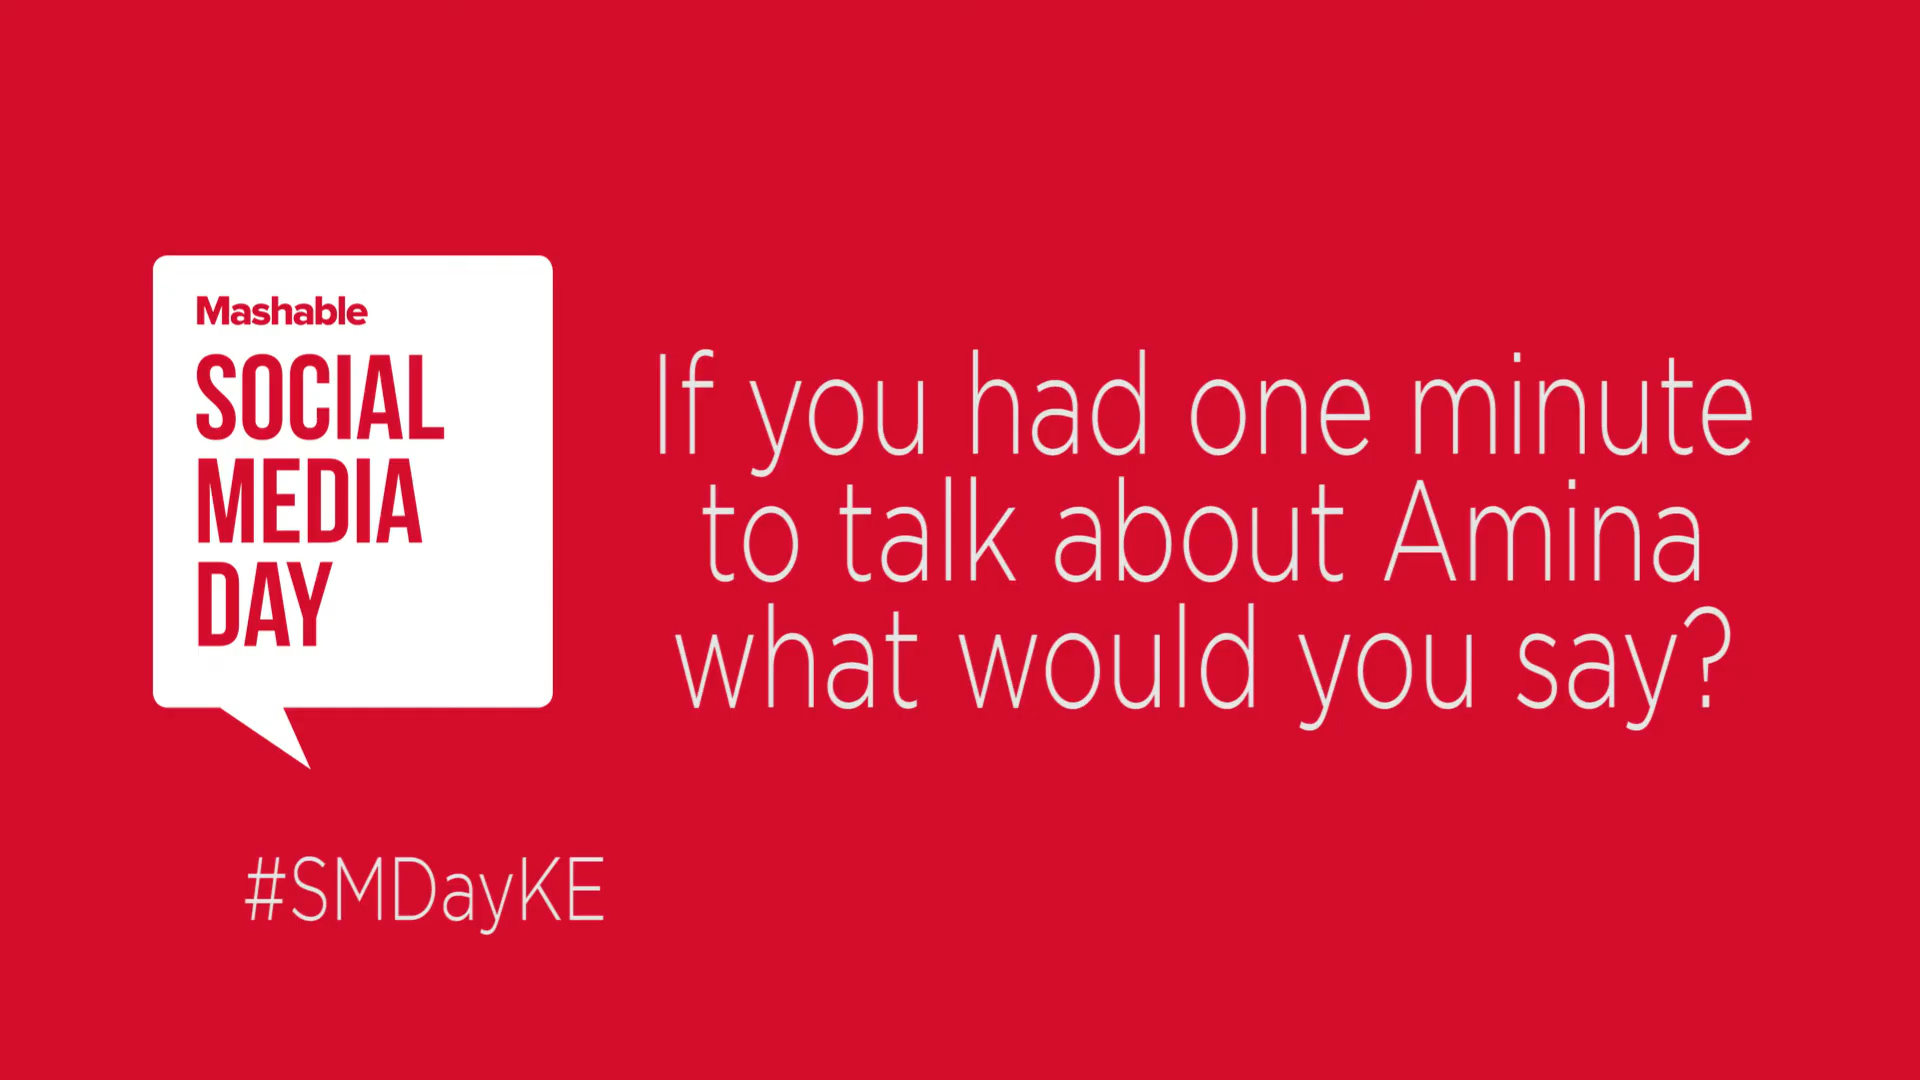 Mashable
SOCIAL
MEDIA
DAY
If you had one minute
to talk about Amina
what would you say?
#SMDayKE